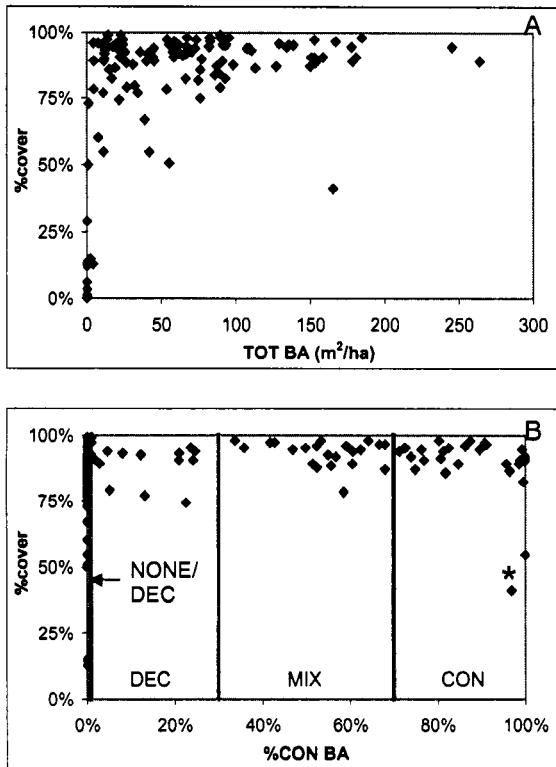 A
100%
75%
50%
25%
0%
%cover
0 50 100 150 200 250 300
TOT BA (m²/ha)
B
100%
75%
50%
25%
0%
%cover
NONE/
DEC
*
DEC MIX CON
0% 20% 40% 60% 80% 100%
%CON BA